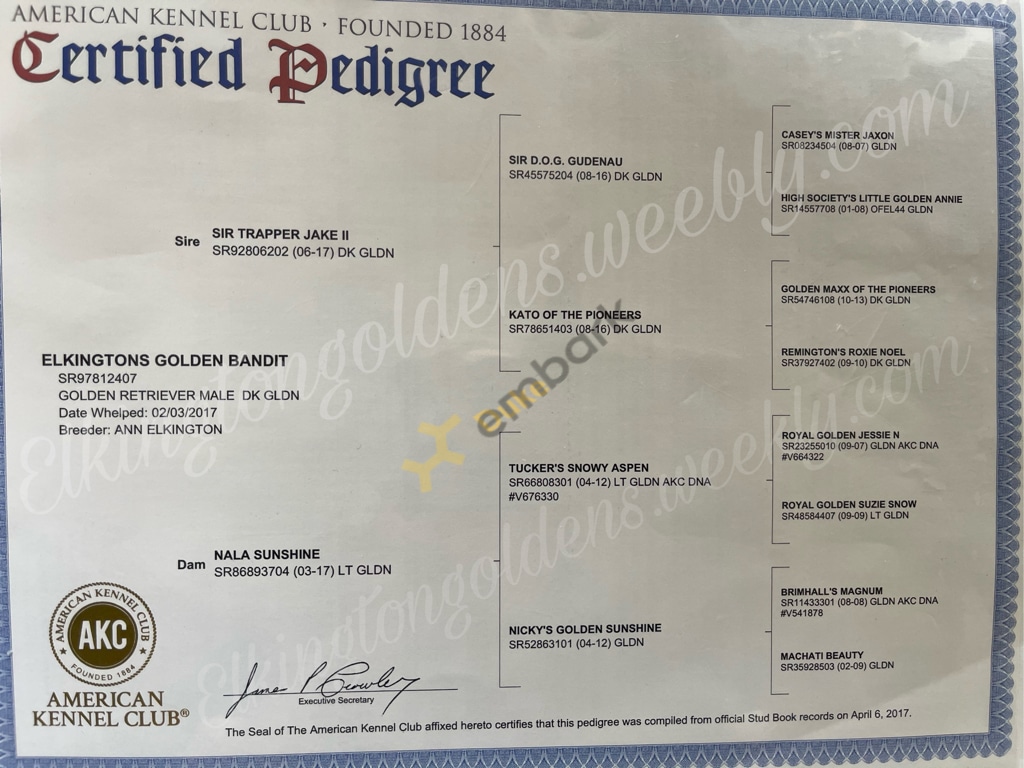 AMERICAN KENNEL CLUB · FOUNDED 1884
Certified Pedigree
CASEY'S MISTER JAXON
SR08234504 (08-07) GLDN
SIR D.O.G. GUDENAU
SR45575204 (08-16) DK GLDN
HIGH SOCIETY'S LITTLE GOLDEN ANNIE
SR14557708 (01-08) OFEL44 GLDN
Sire
SIR TRAPPER JAKE II
SR92806202 (06-17) DK GLDN
GOLDEN MAXX OF THE PIONEERS
SR54746108 (10-13) DK GLDN
KATO OF THE PIONEERS
SR78651403 (08-16) DK GLDN
REMINGTON'S ROXIE NOEL
SR37927402 (09-10) DK GLDN
ELKINGTONS GOLDEN BANDIT
SR97812407
GOLDEN RETRIEVER MALE DK GLDN
Date Whelped: 02/03/2017
Breeder: ANN ELKINGTON
ROYAL GOLDEN JESSIE N
SR23255010 (09-07) GLDN AKC DNA
#V664322
TUCKER'S SNOWY ASPEN
SR66808301 (04-12) LT GLDN AKC DNA
#V676330
ROYAL GOLDEN SUZIE SNOW
SR48584407 (09-09) LT GLDN
Dam
NALA SUNSHINE
SR86893704 (03-17) LT GLDN
BRIMHALL'S MAGNUM
SR11433301 (08-08) GLDN AKC DNA
#V541878
NICKY'S GOLDEN SUNSHINE
SR52863101 (04-12) GLDN
MACHATI BEAUTY
SR35928503 (02-09) GLDN
AMERICAN KENNEL CLUB
AKC
FOUNDED 1884
AMERICAN
KENNEL CLUB®
James P Crowley
Executive Secretary
The Seal of The American Kennel Club affixed hereto certifies that this pedigree was compiled from official Stud Book records on April 6, 2017.
Elkingtongoldens.weebly.com
embark
Elkingtongoldens.weebly.com